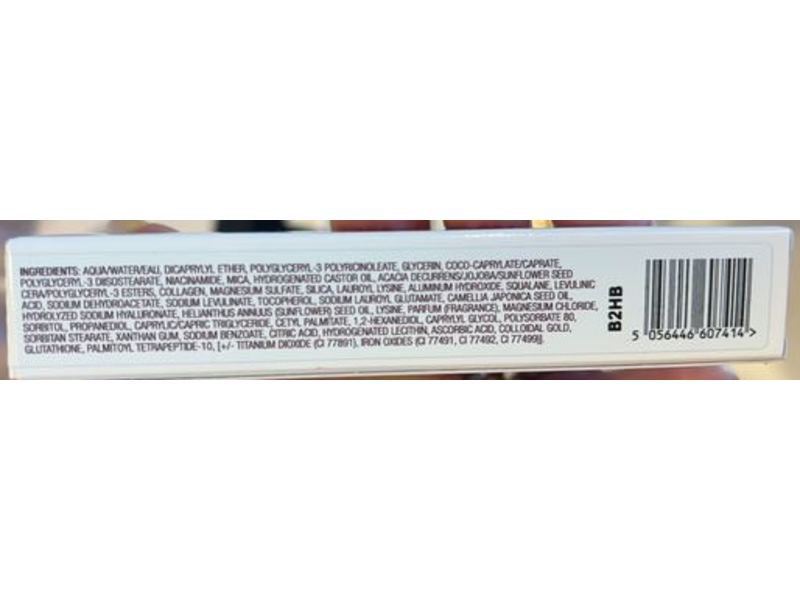 INGREDIENTS: AQUA/WATER/EAU, DICAPRYLYL ETHER, POLYGLYCERYL-3 POLYRICINOLEATE, GLYCERIN, COCO-CAPRYLATE/CAPRATE,
POLYGLYCERYL-3 DIISOSTEARATE, NIACINAMIDE, MICA, HYDROGENATED CASTOR OIL, ACACIA DECURRENS/JOJOBA/SUNFLOWER SEED
CERA/POLYGLYCERYL-3 ESTERS, COLLAGEN, MAGNESIUM SULFATE, SILICA, LAUROYL LYSINE, ALUMINUM HYDROXIDE, SQUALANE, LEVULINIC
ACID, SODIUM DEHYDROACETATE, SODIUM LEVULINATE, TOCOPHEROL, SODIUM LAUROYL GLUTAMATE, CAMELLIA JAPONICA SEED OIL,
HYDROLYZED SODIUM HYALURONATE, HELIANTHUS ANNUUS (SUNFLOWER) SEED OIL, LYSINE, PARFUM (FRAGRANCE), MAGNESIUM CHLORIDE,
SORBITOL, PROPANEDIOL, CAPRYLIC/CAPRIC TRIGLYCERIDE, CETYL PALMITATE, 1,2-HEXANEDIOL, CAPRYLYL GLYCOL, POLYSORBATE 80,
SORBITAN STEARATE, XANTHAN GUM, SODIUM BENZOATE, CITRIC ACID, HYDROGENATED LECITHIN, ASCORBIC ACID, COLLOIDAL GOLD,
GLUTATHIONE, PALMITOYL TETRAPEPTIDE-10, [+/- TITANIUM DIOXIDE (CI 77891), IRON OXIDES (CI 77491, CI 77492, CI 77499)].
B2HB
5 056446 607414 >